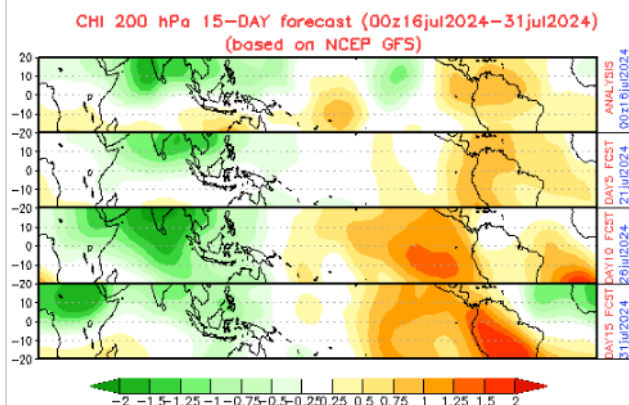 CHI 200 hPa 15-DAY forecast (00z16jul2024-31jul2024)
(based on NCEP GFS)
20
10
0
-10
-20
ANALYSIS
00z16jul2024
20
10
0
-10
-20
DAY5 FCST
21jul2024
20
10
0
-10
-20
DAY10 FCST
26jul2024
20
10
0
-10
-20
DAY15 FCST
31jul2024
-2 -1.5 -1.25 -1 -0.75 -0.5 -0.25 0.25 0.5 0.75 1 1.25 1.5 2